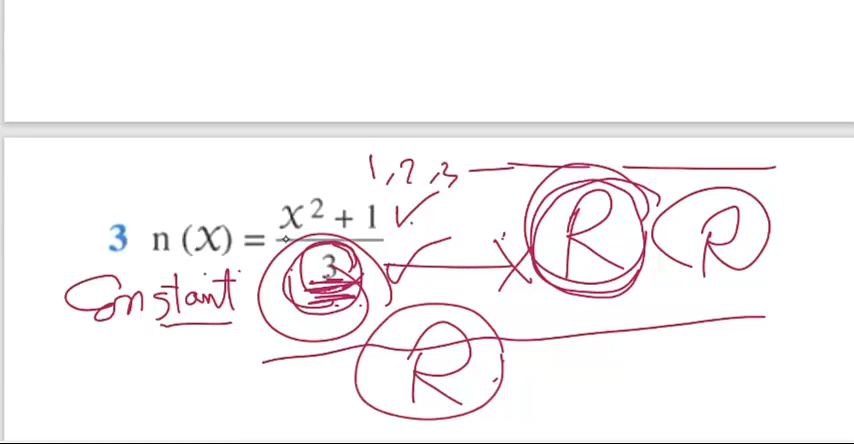 1,2,3
3 n (X) = X² + 1 / 3 X R R
Constant
R